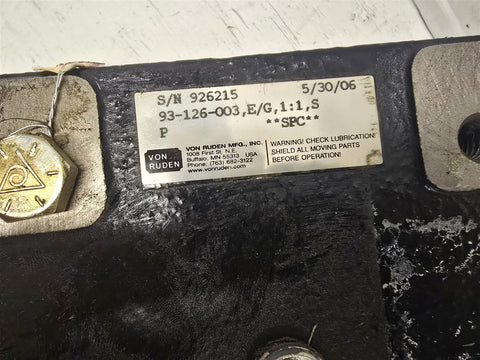 S/N 926215 5/30/06
93-126-003,E/G,1:1,S
P **SPC**
VON
RUDEN
VON RUDEN MFG., INC.
1008 First St. N.E.
Buffalo, MN 55313 USA
Phone: (763) 682-3122
www.vonruden.com
WARNING! CHECK LUBRICATION!
SHIELD ALL MOVING PARTS
BEFORE OPERATION!